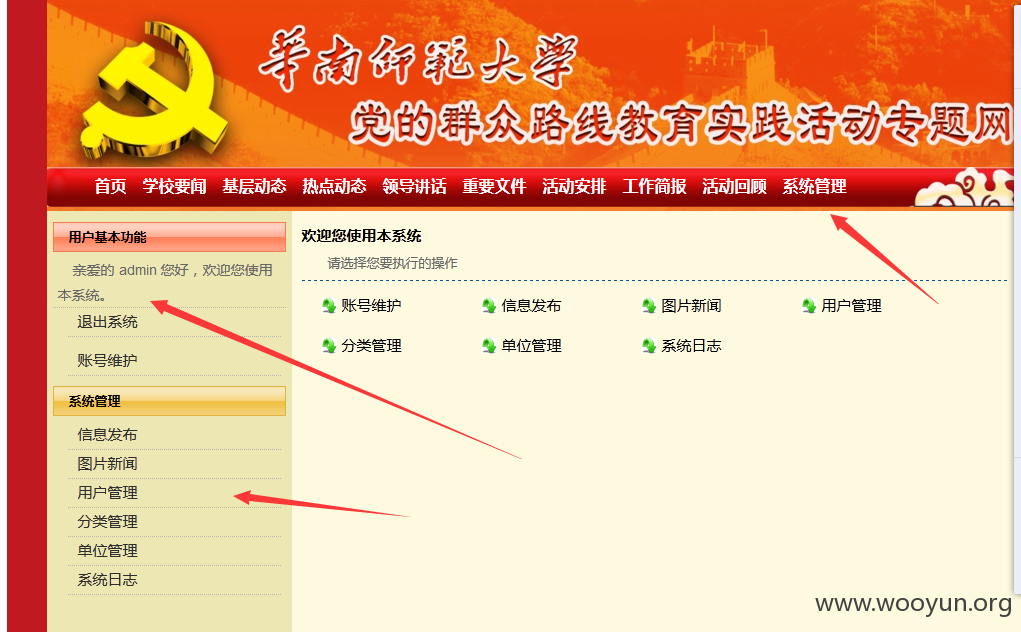 華南师範大学
党的群众路线教育实践活动专题网
首页 学校要闻 基层动态 热点动态 领导讲话 重要文件 活动安排 工作简报 活动回顾 系统管理
用户基本功能
亲爱的 admin 您好，欢迎您使用
本系统。
退出系统
账号维护
系统管理
信息发布
图片新闻
用户管理
分类管理
单位管理
系统日志
欢迎您使用本系统
请选择您要执行的操作
账号维护 信息发布 图片新闻 用户管理
分类管理 单位管理 系统日志
www.wooyun.org